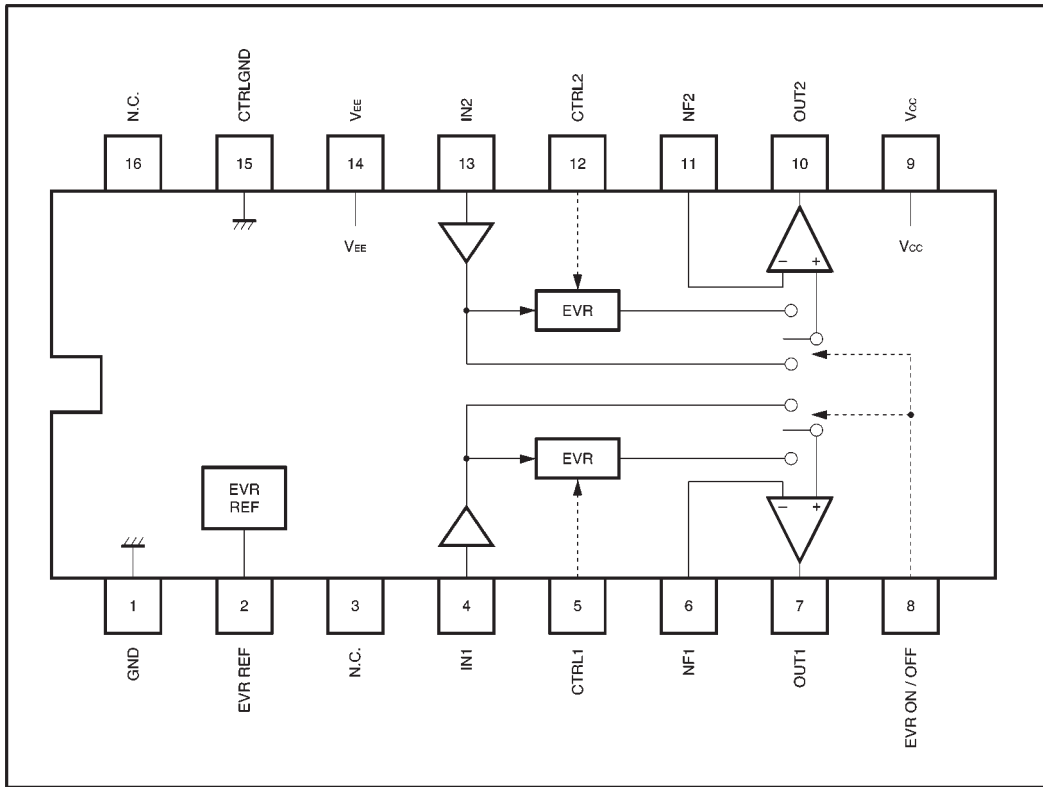 N.C.
CTRLGND
VEE
IN2
CTRL2
NF2
OUT2
VCC
16
15
14
13
12
11
10
9
VEE
VCC
− +
EVR
EVR
EVR
REF
− +
1
2
3
4
5
6
7
8
GND
EVR REF
N.C.
IN1
CTRL1
NF1
OUT1
EVR ON / OFF